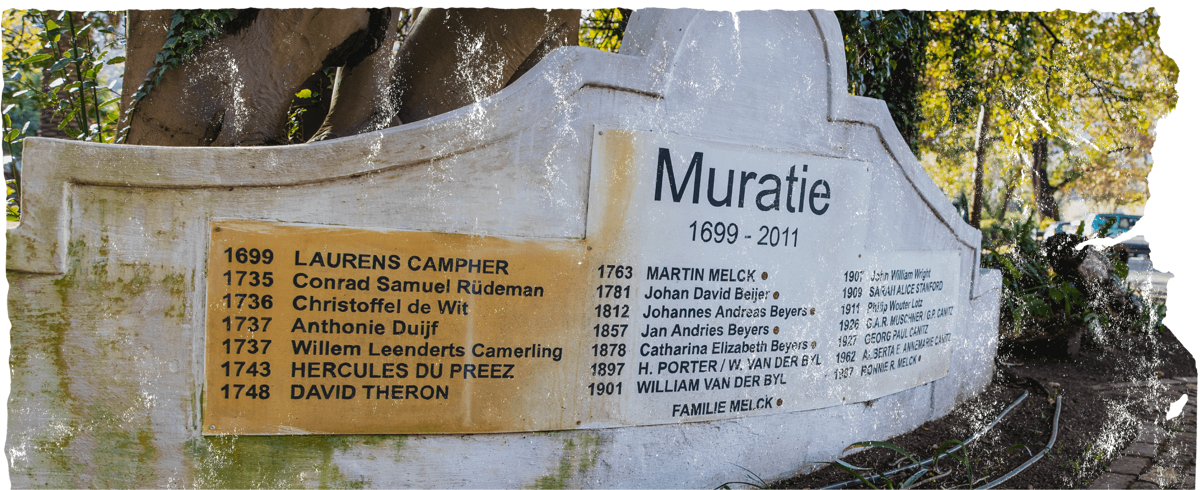 Muratie
1699 - 2011
1699 LAURENS CAMPHER
1735 Conrad Samuel Rüdeman
1736 Christoffel de Wit
1737 Anthonie Duijf
1737 Willem Leenderts Camerling
1743 HERCULES DU PREEZ
1748 DAVID THERON
1763 MARTIN MELCK
1781 Johan David Beijer
1812 Johannes Andreas Beyers
1857 Jan Andries Beyers
1878 Catharina Elizabeth Beyers
1897 H. PORTER / W. VAN DER BYL
1901 WILLIAM VAN DER BYL
FAMILIE MELCK
John William Wright
1909 SARAH ALICE STANFORD
1911 Philip Wouter Lotz
1926 G.A.R. MUSCHNER / G.P. CANITZ
1927 GEORG PAUL CANITZ
1962 ANNEMARIE CANITZ
1987 RONNIE R. MELCK